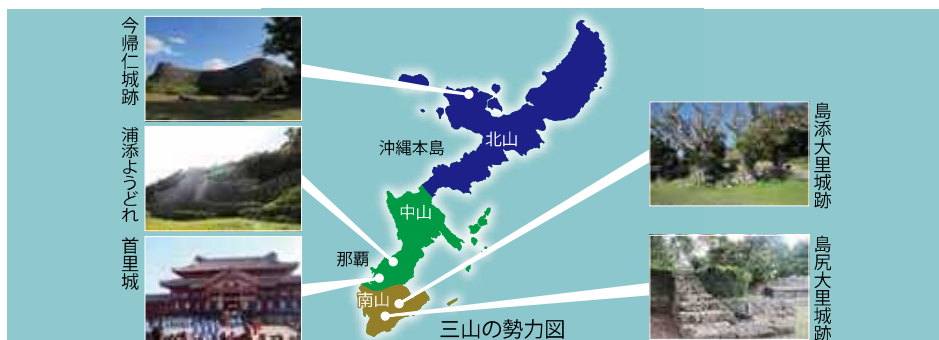 今帰仁城跡
浦添ようどれ
首里城
沖縄本島
北山
中山
那覇
南山
三山の勢力図
島添大里城跡
島尻大里城跡